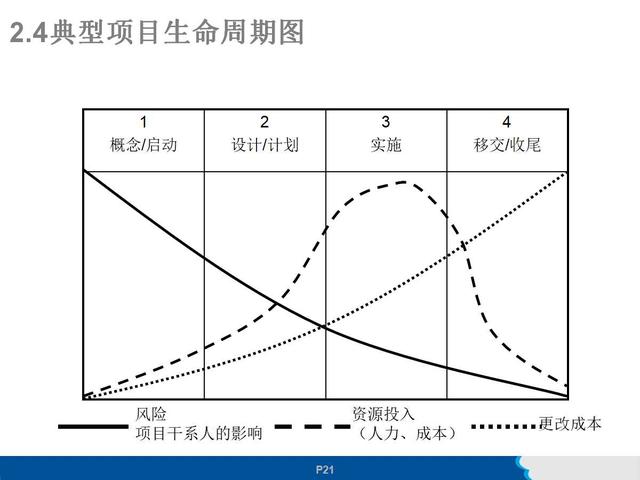 2.4典型项目生命周期图
1
概念/启动
2
设计/计划
3
实施
4
移交/收尾
风险
项目干系人的影响
资源投入
（人力、成本）
更改成本
P21